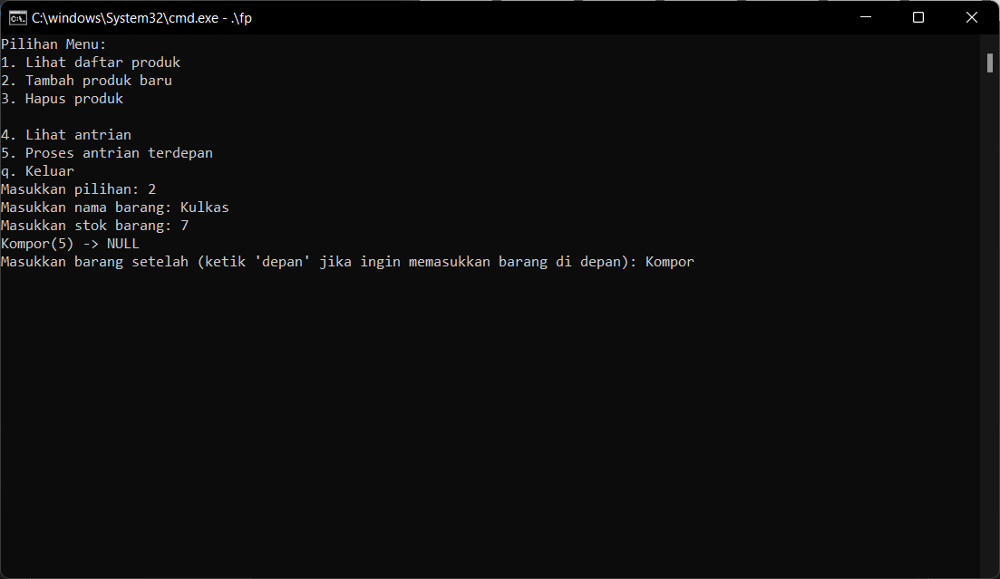 C:\windows\System32\cmd.exe - .\fp
Pilihan Menu:
1. Lihat daftar produk
2. Tambah produk baru
3. Hapus produk

4. Lihat antrian
5. Proses antrian terdepan
q. Keluar
Masukkan pilihan: 2
Masukkan nama barang: Kulkas
Masukkan stok barang: 7
Kompor(5) -> NULL
Masukkan barang setelah (ketik 'depan' jika ingin memasukkan barang di depan): Kompor